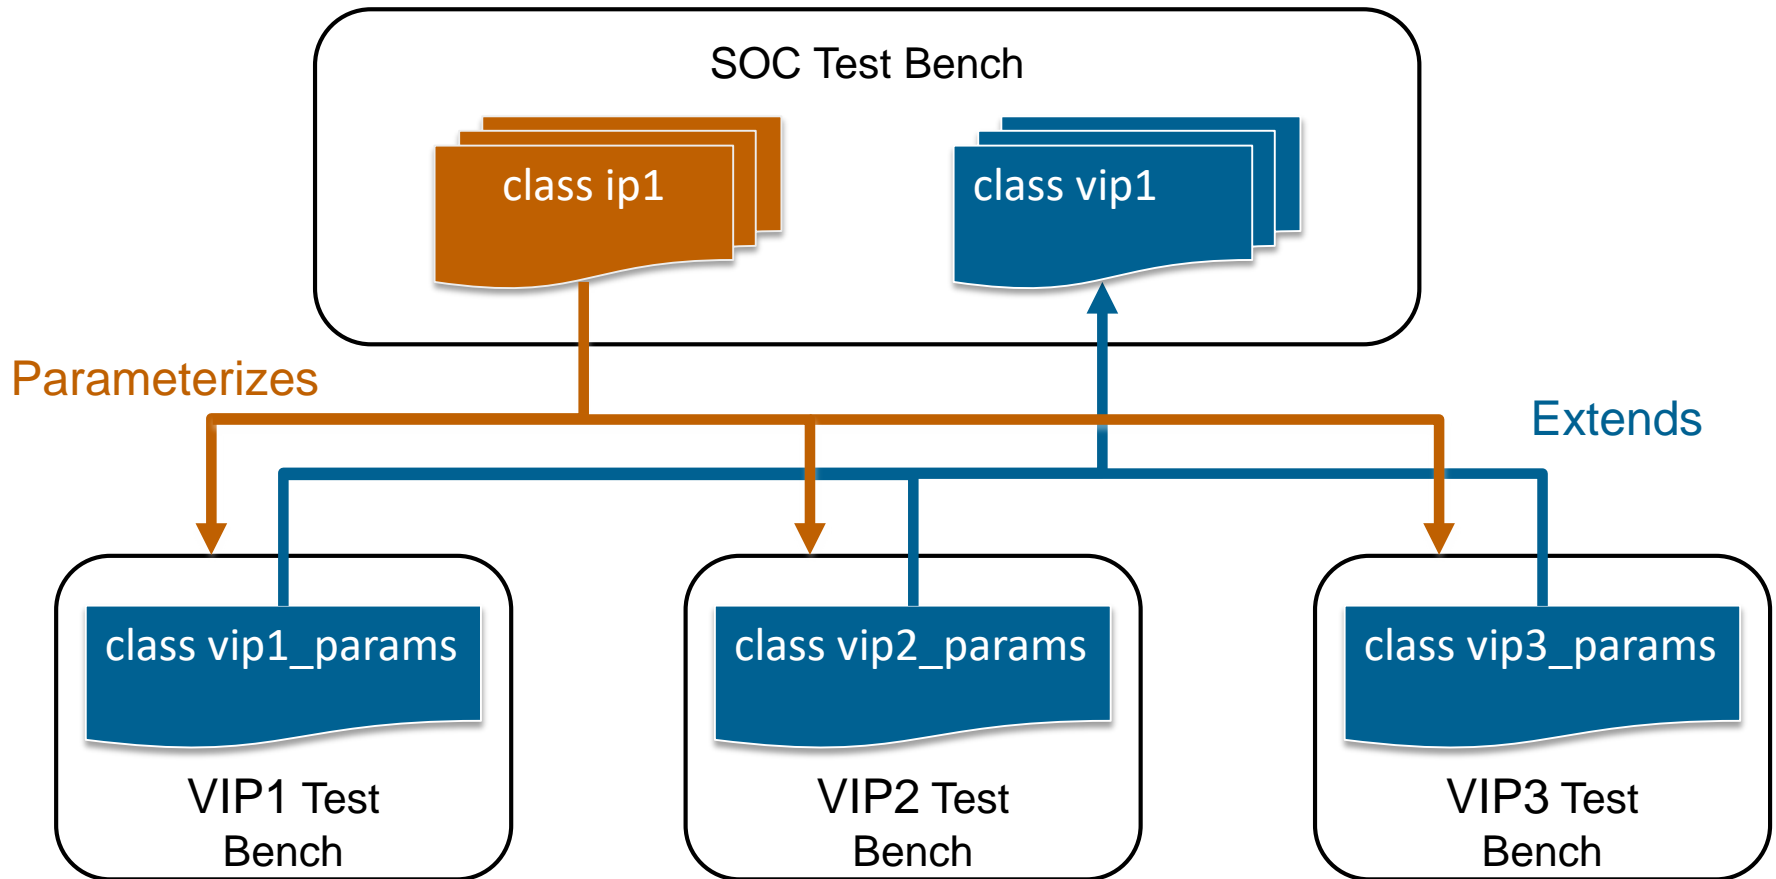 SOC Test Bench
class ip1
class vip1
Parameterizes
Extends
class vip1_params
class vip2_params
class vip3_params
VIP1 Test
Bench
VIP2 Test
Bench
VIP3 Test
Bench